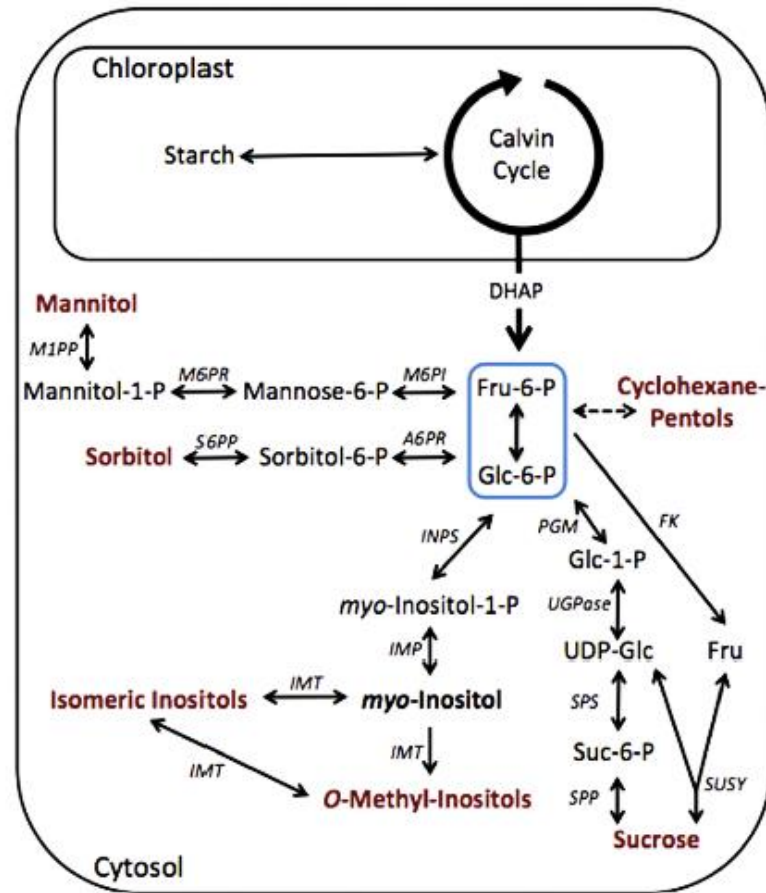 Chloroplast
Starch
Calvin
Cycle
DHAP
Mannitol
M1PP
Mannitol-1-P
M6PR
Mannose-6-P
M6PI
Fru-6-P
Cyclohexane-
Pentols
Sorbitol
S6PP
Sorbitol-6-P
A6PR
Glc-6-P
INPS
PGM
FK
Glc-1-P
myo-Inositol-1-P
UGPase
IMP
UDP-Glc
Fru
Isomeric Inositols
IMT
myo-Inositol
SPS
IMT
Suc-6-P
IMT
O-Methyl-Inositols
SPP
SUSY
Sucrose
Cytosol